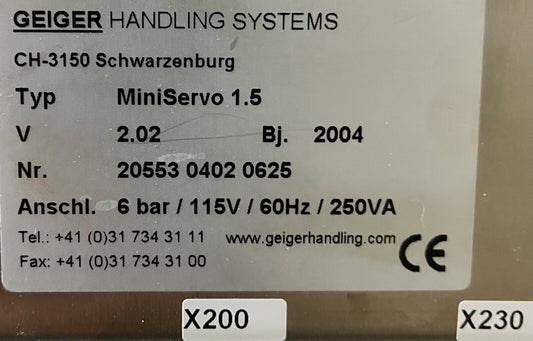 GEIGER HANDLING SYSTEMS
CH-3150 Schwarzenburg
Typ MiniServo 1.5
V 2.02 Bj. 2004
Nr. 20553 0402 0625
Anschl. 6 bar / 115V / 60Hz / 250VA
Tel.: +41 (0)31 734 31 11 www.geigerhandling.com
Fax: +41 (0)31 734 31 00
CE
X200 X230